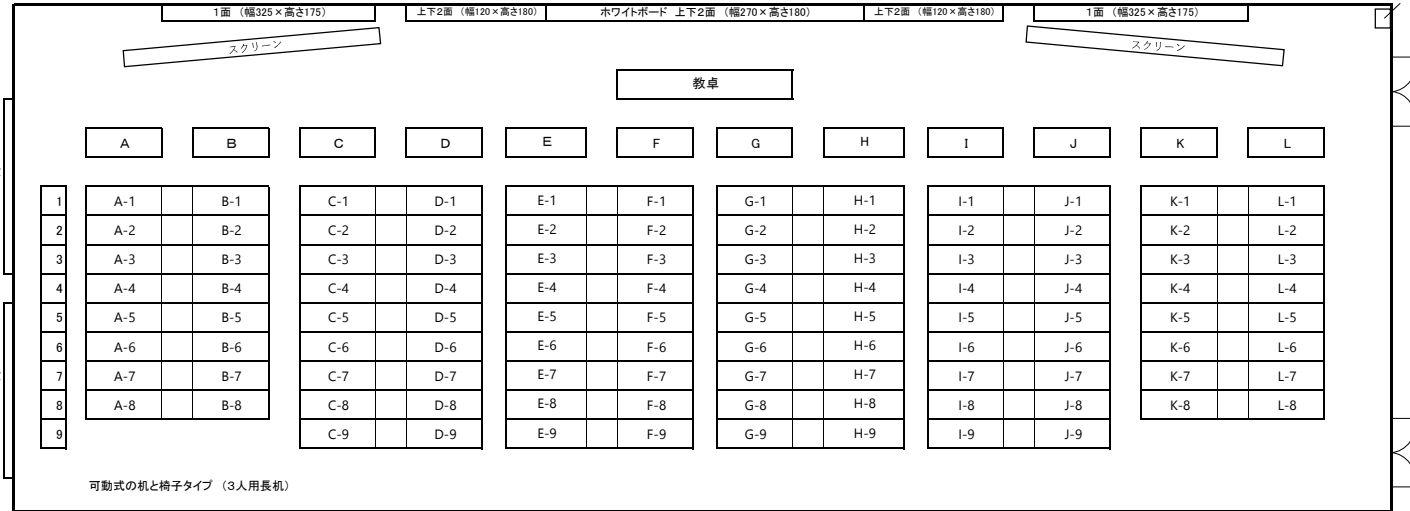 1面 （幅325×高さ175） 上下2面 （幅120×高さ180） ホワイトボード 上下2面 （幅270×高さ180） 上下2面 （幅120×高さ180） 1面 （幅325×高さ175）
スクリーン スクリーン
教卓
A B C D E F G H I J K L
1 A-1 B-1 C-1 D-1 E-1 F-1 G-1 H-1 I-1 J-1 K-1 L-1
2 A-2 B-2 C-2 D-2 E-2 F-2 G-2 H-2 I-2 J-2 K-2 L-2
3 A-3 B-3 C-3 D-3 E-3 F-3 G-3 H-3 I-3 J-3 K-3 L-3
4 A-4 B-4 C-4 D-4 E-4 F-4 G-4 H-4 I-4 J-4 K-4 L-4
5 A-5 B-5 C-5 D-5 E-5 F-5 G-5 H-5 I-5 J-5 K-5 L-5
6 A-6 B-6 C-6 D-6 E-6 F-6 G-6 H-6 I-6 J-6 K-6 L-6
7 A-7 B-7 C-7 D-7 E-7 F-7 G-7 H-7 I-7 J-7 K-7 L-7
8 A-8 B-8 C-8 D-8 E-8 F-8 G-8 H-8 I-8 J-8 K-8 L-8
9 C-9 D-9 E-9 F-9 G-9 H-9 I-9 J-9
可動式の机と椅子タイプ （3人用長机）